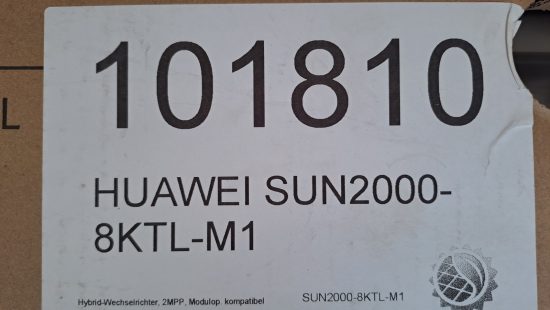 101810
L
HUAWEI SUN2000-
8KTL-M1
Hybrid-Wechselrichter, 2MPP, Modulop. kompatibel
SUN2000-8KTL-M1